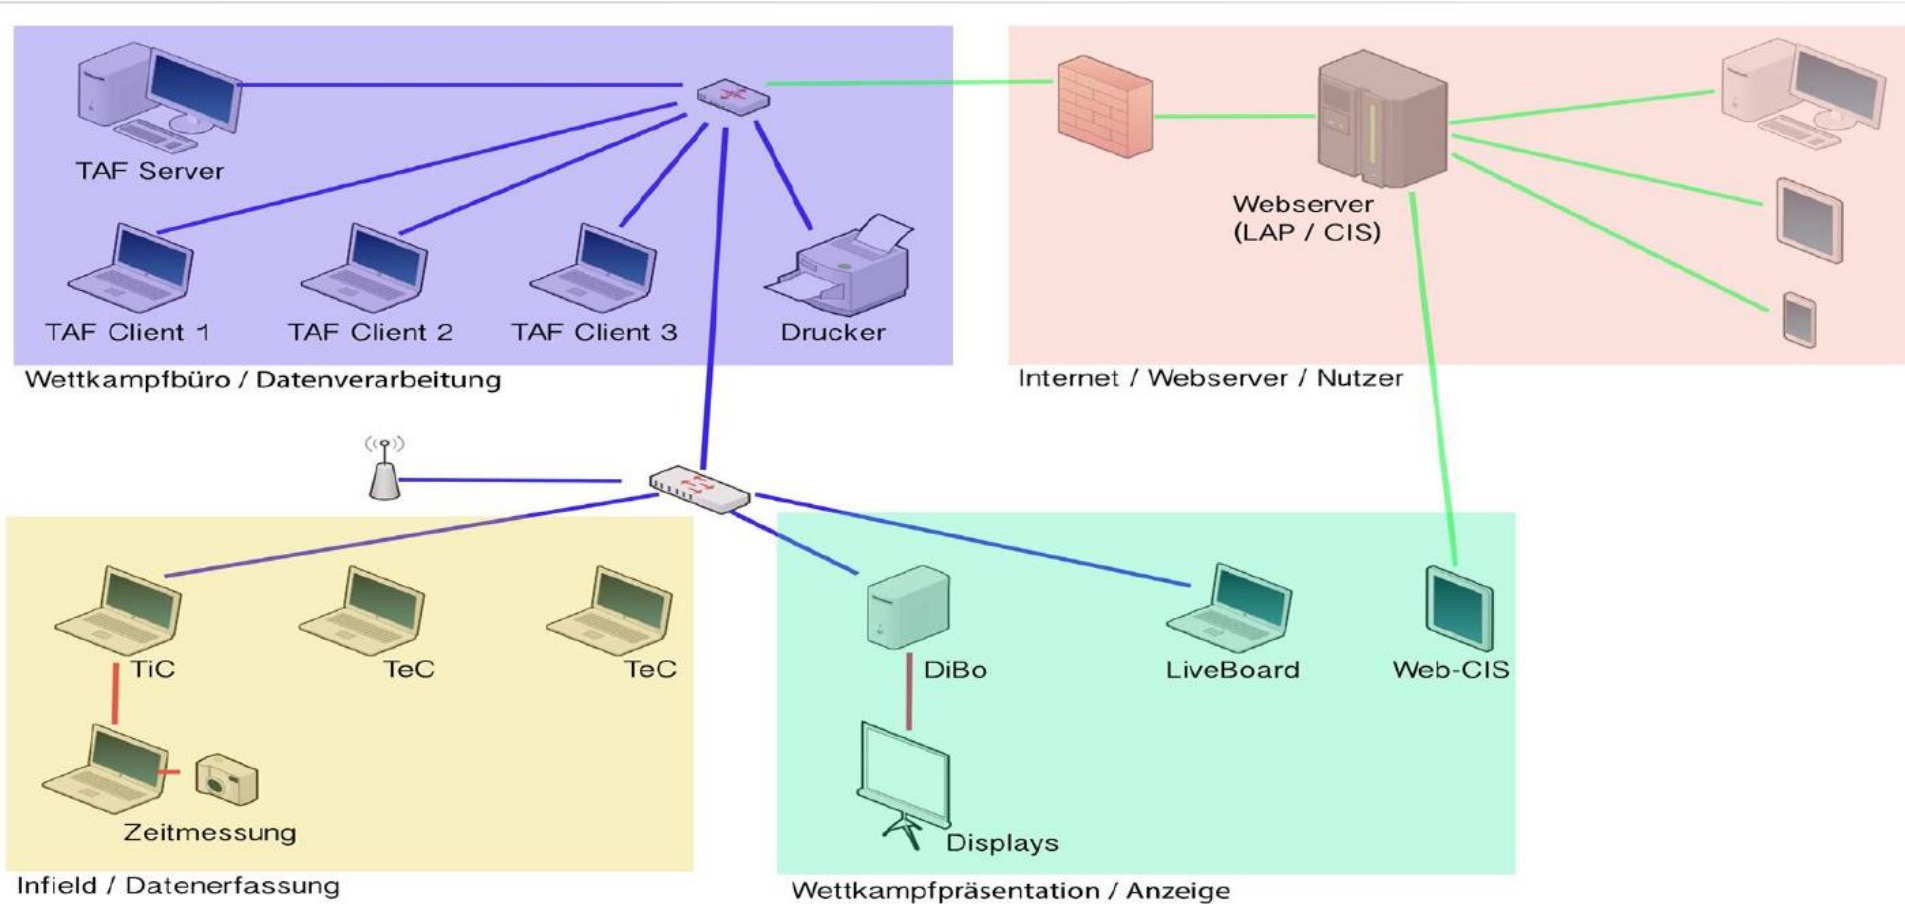 TAF Server
TAF Client 1
TAF Client 2
TAF Client 3
Drucker
Wettkampfbüro / Datenverarbeitung
Webserver
(LAP / CIS)
Internet / Webserver / Nutzer
TiC
TeC
TeC
Zeitmessung
Infield / Datenerfassung
DiBo
LiveBoard
Web-CIS
Displays
Wettkampfpräsentation / Anzeige